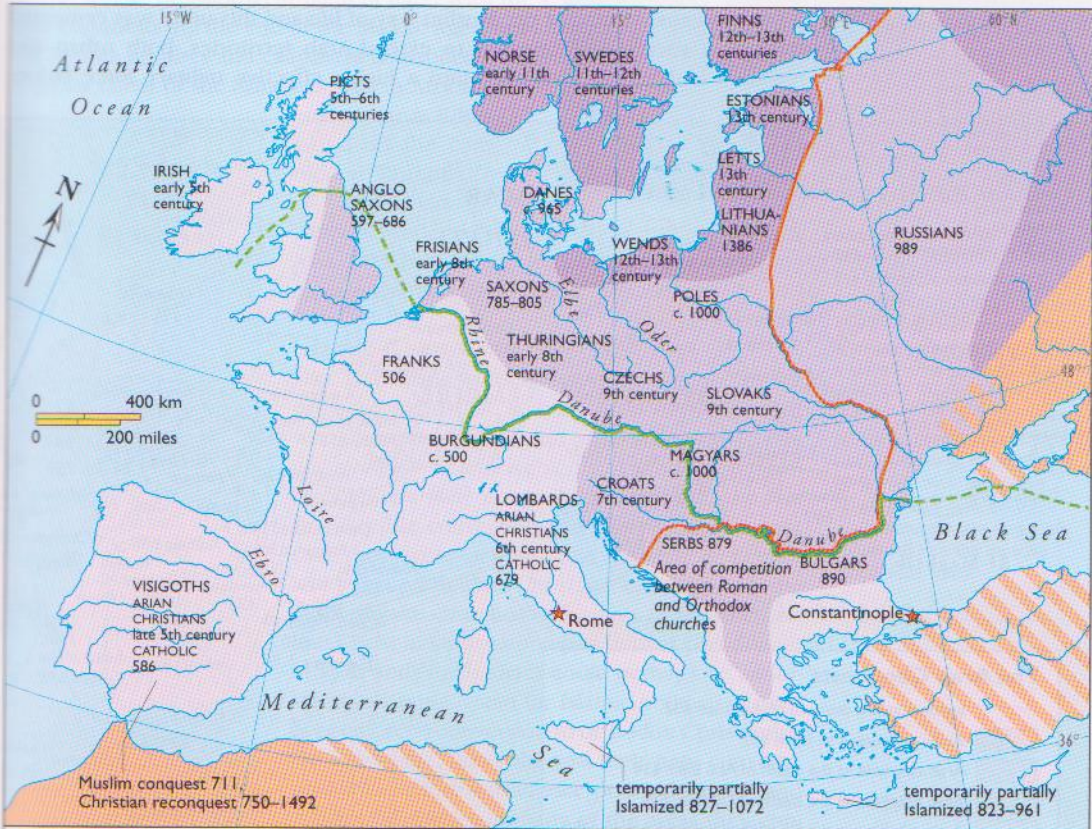 15°W
0°
15°
30°E
60°N
Atlantic
Ocean
PICTS
5th–6th
centuries
NORSE
early 11th
century
SWEDES
11th–12th
centuries
FINNS
12th–13th
centuries
ESTONIANS
13th century
LETTS
13th
century
LITHU-
ANIANS
1386
RUSSIANS
989
IRISH
early 5th
century
N
ANGLO
SAXONS
597–686
DANES
c. 965
FRISIANS
early 8th
century
WENDS
12th–13th
century
SAXONS
785–805
Elbe
Oder
POLES
c. 1000
Rhine
THURINGIANS
early 8th
century
FRANKS
506
CZECHS
9th century
SLOVAKS
9th century
48°
0 400 km
0 200 miles
Danube
BURGUNDIANS
c. 500
MAGYARS
c. 1000
CROATS
7th century
Loire
LOMBARDS
ARIAN
CHRISTIANS
6th century
CATHOLIC
679
SERBS 879
Danube
BULGARS
890
Black Sea
Area of competition
between Roman
and Orthodox
churches
Ebro
VISIGOTHS
ARIAN
CHRISTIANS
late 5th century
CATHOLIC
586
Rome
Constantinople
Mediterranean
Sea
36°
Muslim conquest 711,
Christian reconquest 750–1492
temporarily partially
Islamized 827–1072
temporarily partially
Islamized 823–961